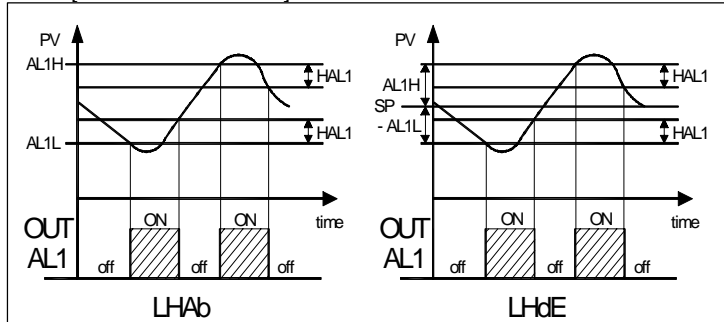 PV
AL1H
HAL1
HAL1
AL1L
time
OUT
AL1
off
ON
off
ON
off
LHAb
PV
AL1H
HAL1
SP
- AL1L
HAL1
time
OUT
AL1
off
ON
off
ON
off
LHdE